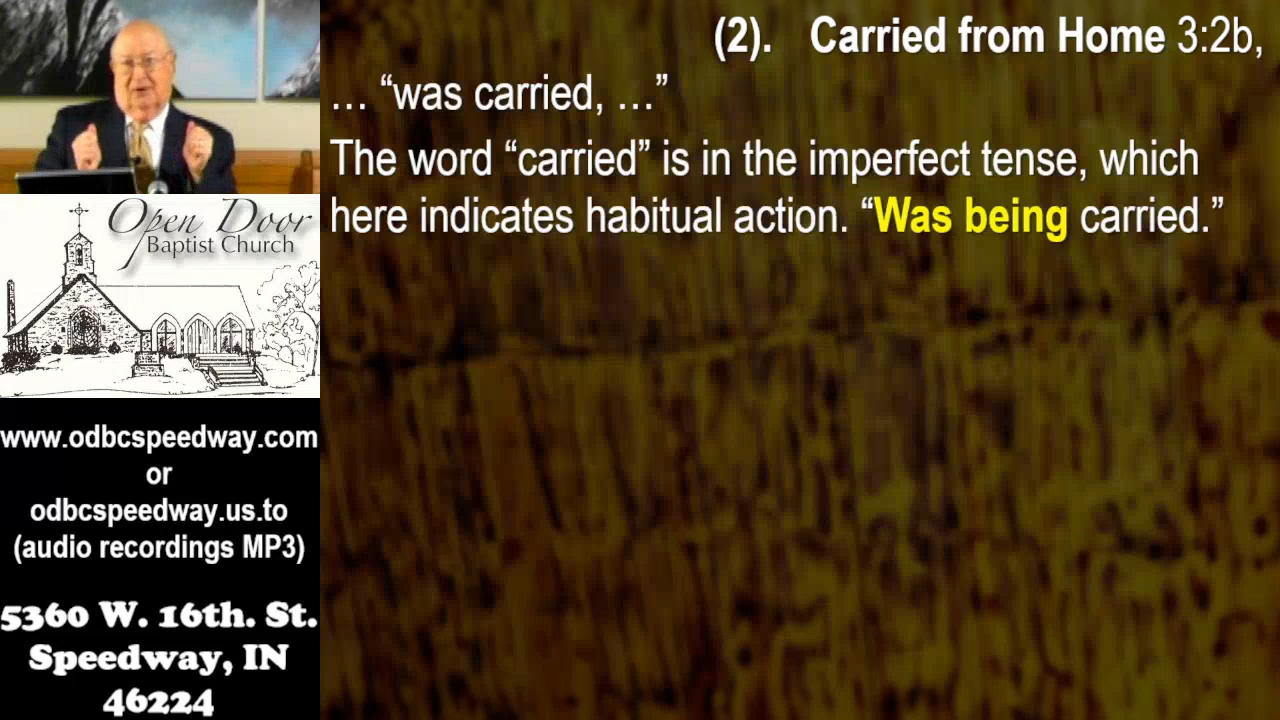 (2). Carried from Home 3:2b,
… “was carried, …”
The word “carried” is in the imperfect tense, which
here indicates habitual action. “Was being carried.”
Open Door
Baptist Church
www.odbcspeedway.com
or
odbcspeedway.us.to
(audio recordings MP3)
5360 W. 16th. St.
Speedway, IN
46224